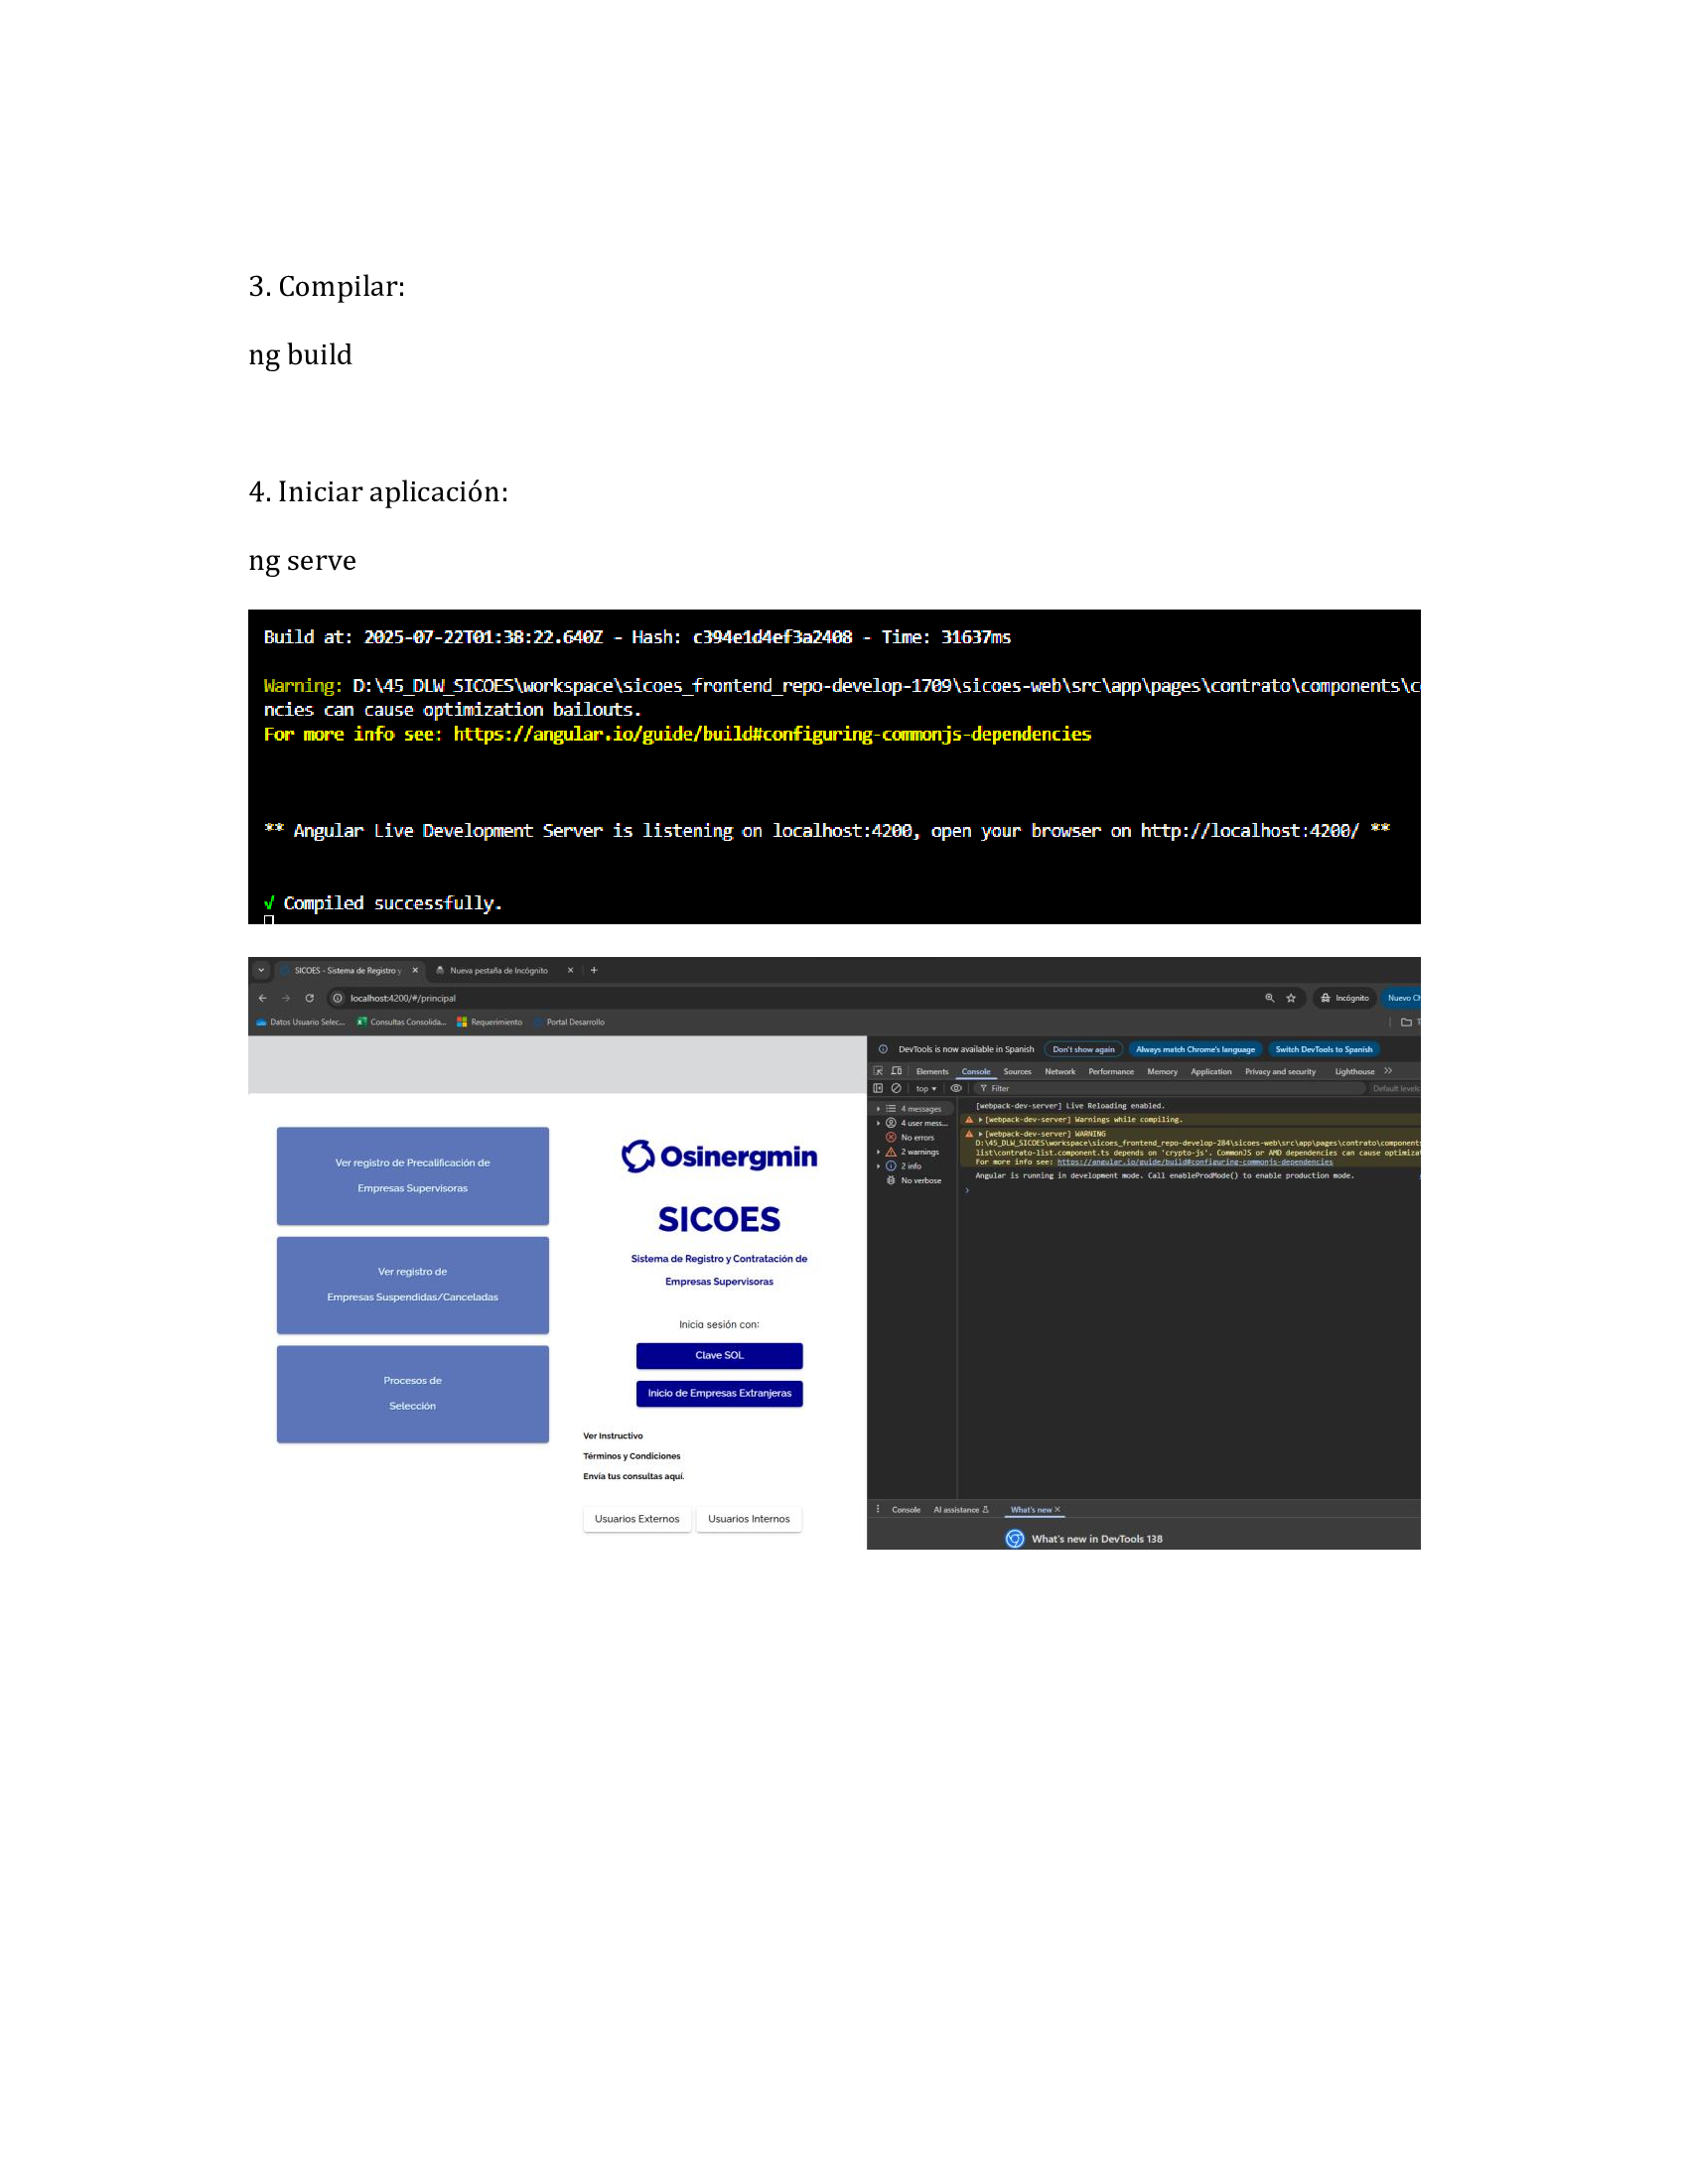 3. Compilar:
ng build
4. Iniciar aplicación:
ng serve
Build at: 2025-07-22T01:38:22.640Z - Hash: c394e1d4ef3a2408 - Time: 31637ms
Warning: D:\45_DLW_SICOES\workspace\sicoes_frontend_repo-develop-1709\sicoes-web\src\app\pages\contrato\components\c
ncies can cause optimization bailouts.
For more info see: https://angular.io/guide/build#configuring-commonjs-dependencies
** Angular Live Development Server is listening on localhost:4200, open your browser on http://localhost:4200/ **
√ Compiled successfully.
SICOES - Sistema de Registro y
Nueva pestaña de Incógnito
localhost:4200/#/principal
Incógnito
Nuevo Ch
Datos Usuario Selec...
Consultas Consolida...
Requerimiento
Portal Desarrollo
Ver registro de Precalificación de
Empresas Supervisoras
Ver registro de
Empresas Suspendidas/Canceladas
Procesos de
Selección
Osinergmin
SICOES
Sistema de Registro y Contratación de
Empresas Supervisoras
Inicia sesión con:
Clave SOL
Inicio de Empresas Extranjeras
Ver Instructivo
Términos y Condiciones
Envía tus consultas aquí.
Usuarios Externos
Usuarios Internos
DevTools is now available in Spanish
Don't show again
Always match Chrome's language
Switch DevTools to Spanish
Elements Console Sources Network Performance Memory Application Privacy and security Lighthouse
top
Filter
Default levels
4 messages
4 user mess...
No errors
2 warnings
2 info
No verbose
[webpack-dev-server] Live Reloading enabled.
[webpack-dev-server] Warnings while compiling.
[webpack-dev-server] WARNING
D:\45_DLW_SICOES\workspace\sicoes_frontend_repo-develop-284\sicoes-web\src\app\pages\contrato\components
list\contrato-list.component.ts depends on 'crypto-js'. CommonJS or AMD dependencies can cause optimizat
For more info see: https://angular.io/guide/build#configuring-commonjs-dependencies
Angular is running in development mode. Call enableProdMode() to enable production mode.
Console
AI assistance
What's new
What's new in DevTools 138